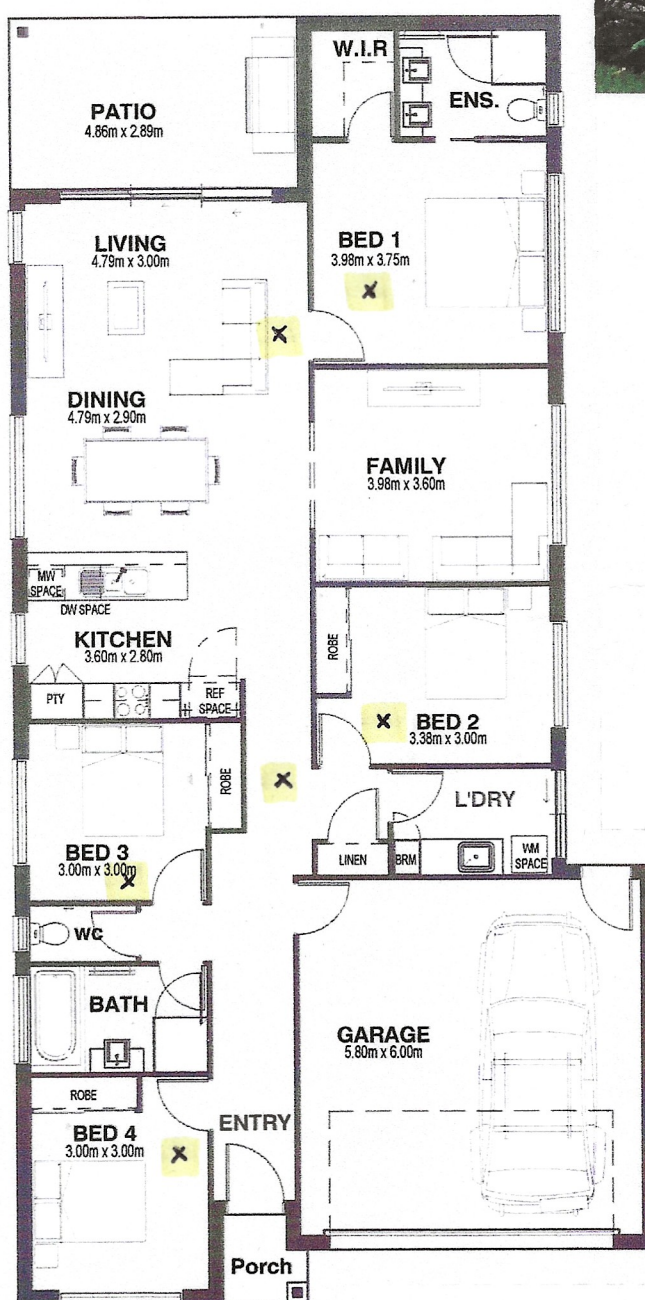 W.I.R
ENS.
PATIO
4.86m x 2.89m
LIVING
4.79m x 3.00m
BED 1
3.98m x 3.75m
DINING
4.79m x 2.90m
FAMILY
3.98m x 3.60m
MW
SPACE
DW SPACE
KITCHEN
3.60m x 2.80m
PTY
REF
SPACE
ROBE
BED 2
3.38m x 3.00m
ROBE
BED 3
3.00m x 3.00m
L'DRY
LINEN
BRM
WM
SPACE
wc
BATH
GARAGE
5.80m x 6.00m
ROBE
BED 4
3.00m x 3.00m
ENTRY
Porch